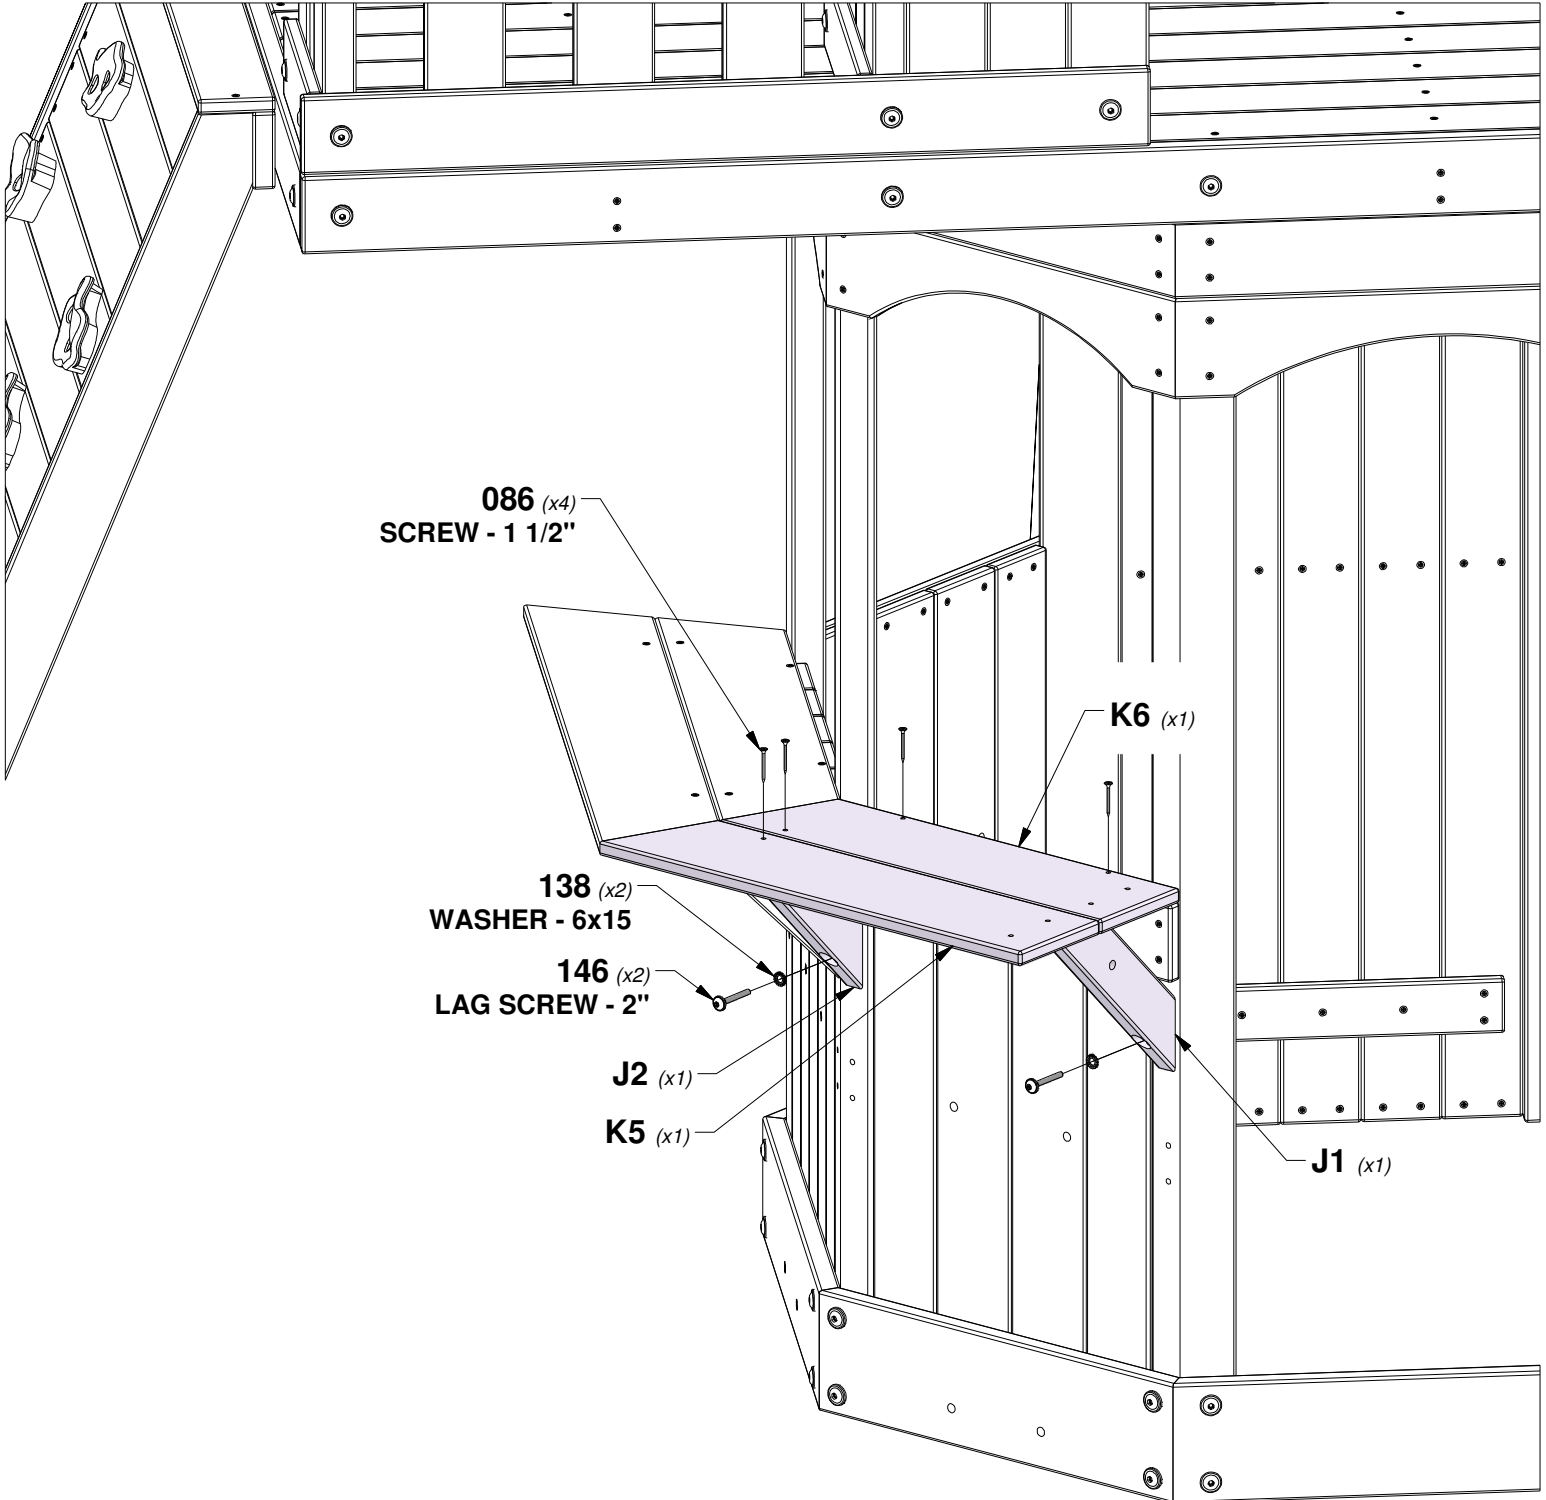 086 (x4)
SCREW - 1 1/2"
K6 (x1)
138 (x2)
WASHER - 6x15
146 (x2)
LAG SCREW - 2"
J2 (x1)
K5 (x1)
J1 (x1)